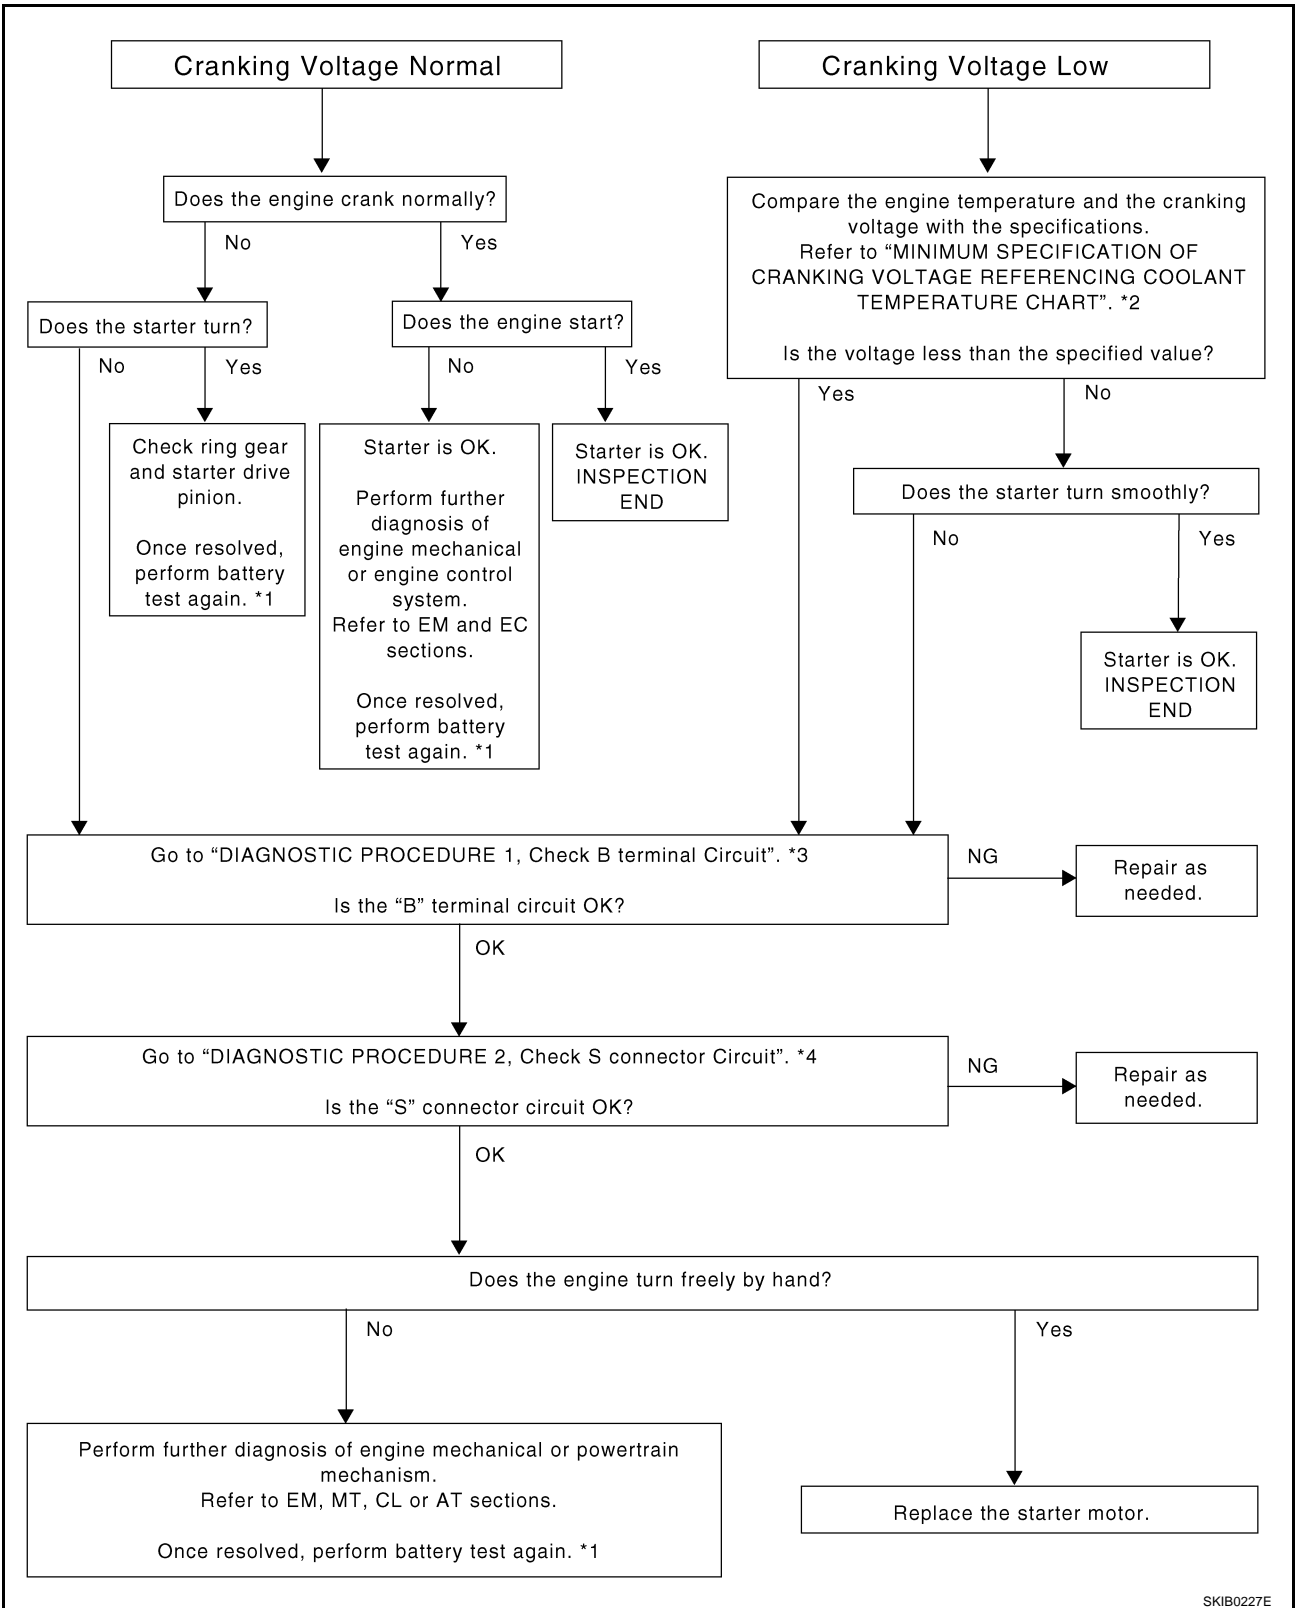 Cranking Voltage Normal
Cranking Voltage Low
Does the engine crank normally?
No
Yes
Does the starter turn?
No
Yes
Does the engine start?
No
Yes
Check ring gear
and starter drive
pinion.
Once resolved,
perform battery
test again. *1
Starter is OK.
Perform further
diagnosis of
engine mechanical
or engine control
system.
Refer to EM and EC
sections.
Once resolved,
perform battery
test again. *1
Starter is OK.
INSPECTION
END
Compare the engine temperature and the cranking
voltage with the specifications.
Refer to “MINIMUM SPECIFICATION OF
CRANKING VOLTAGE REFERENCING COOLANT
TEMPERATURE CHART”. *2
Is the voltage less than the specified value?
Yes
No
Does the starter turn smoothly?
No
Yes
Starter is OK.
INSPECTION
END
Go to “DIAGNOSTIC PROCEDURE 1, Check B terminal Circuit”. *3
Is the “B” terminal circuit OK?
NG
Repair as
needed.
OK
Go to “DIAGNOSTIC PROCEDURE 2, Check S connector Circuit”. *4
Is the “S” connector circuit OK?
NG
Repair as
needed.
OK
Does the engine turn freely by hand?
No
Yes
Perform further diagnosis of engine mechanical or powertrain
mechanism.
Refer to EM, MT, CL or AT sections.
Once resolved, perform battery test again. *1
Replace the starter motor.
SKIB0227E